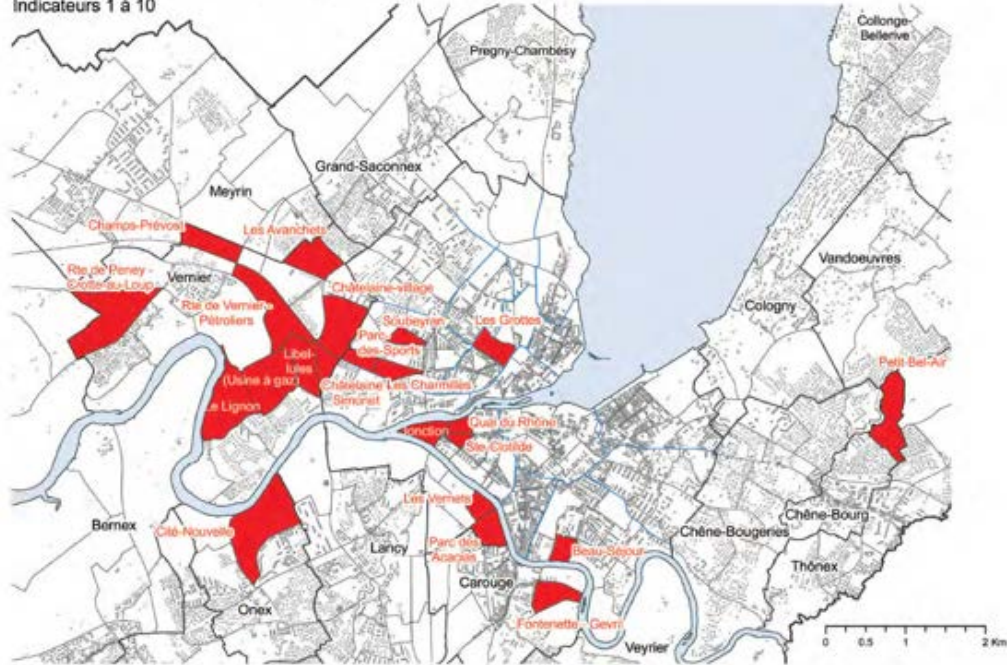 Indicateurs 1 à 10
Collonge-
Bellerive
Pregny-Chambésy
Grand-Saconnex
Meyrin
Champs-Prévost
Les Avanchets
Vandoeuvres
Rte de Peney -
Crotte-au-Loup
Vernier
Châtelaine-village
Cologny
Rte de Vernier -
Pétroliers
Soubeyran
Les Grottes
Parc-
des-Sports
Libel-
lules
(Usine à gaz)
Petit-Bel-Air
Châtelaine Les Charmilles
Simonet
Le Lignon
Jonction
Quai du Rhône
Ste-Clotilde
Les Vernets
Bernex
Cité-Nouvelle
Chêne-Bourg
Chêne-Bougeries
Lancy
Parc des
Acacias
Beau-Séjour
Thônex
Carouge
Onex
Fontenette -
Veyrier
0 0.5 1 2 Km